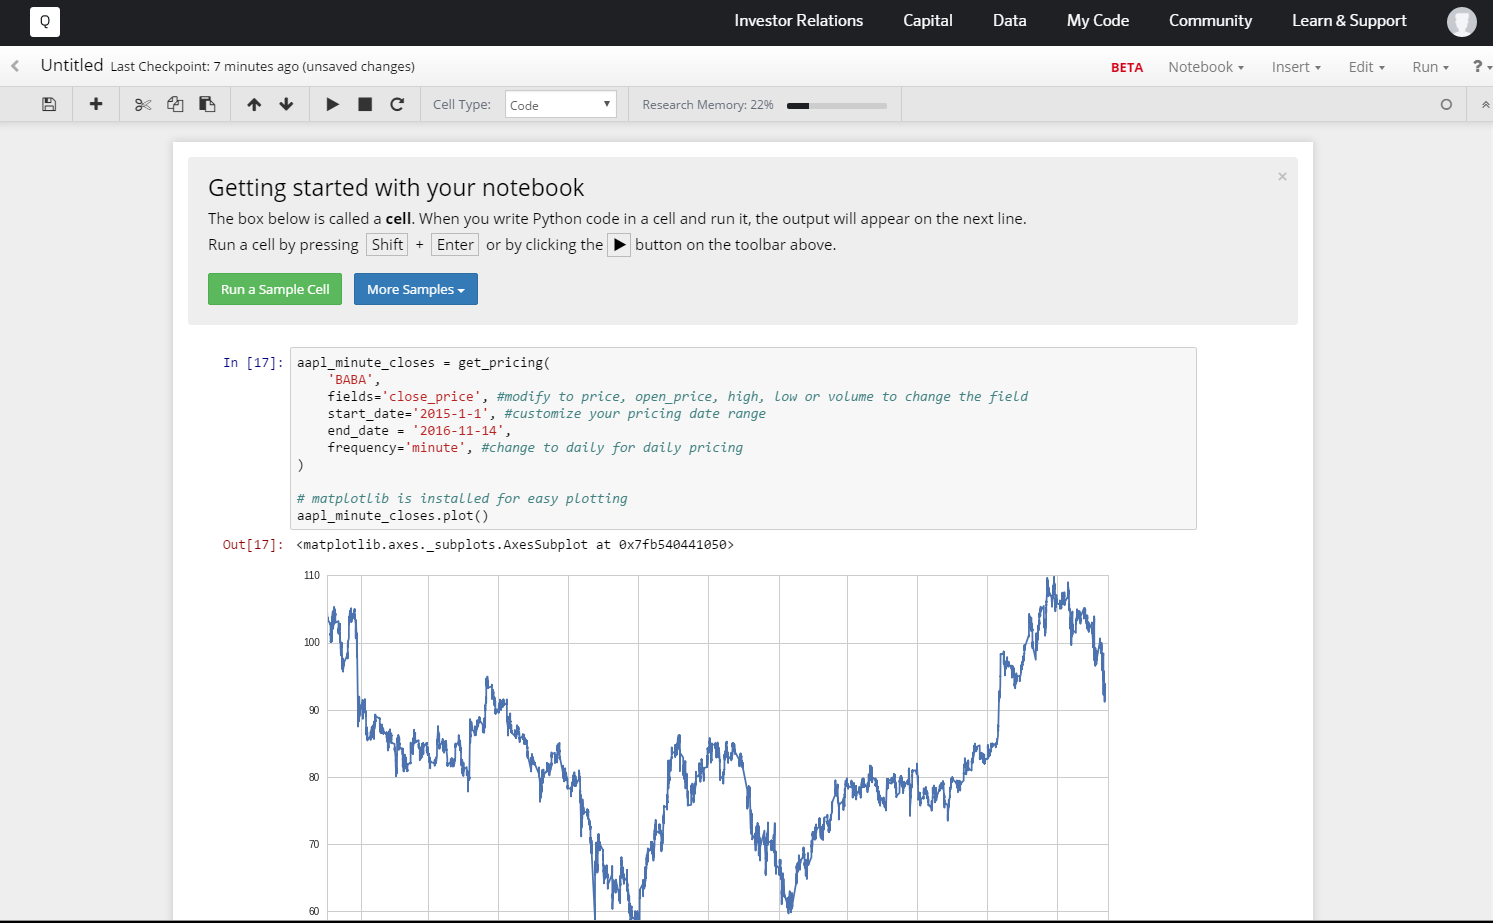 Q Investor Relations Capital Data My Code Community Learn & Support
Untitled Last Checkpoint: 7 minutes ago (unsaved changes) BETA Notebook Insert Edit Run ?
Cell Type: Code Research Memory: 22%
Getting started with your notebook ×
The box below is called a cell. When you write Python code in a cell and run it, the output will appear on the next line.
Run a cell by pressing Shift + Enter or by clicking the button on the toolbar above.
Run a Sample Cell More Samples
In [17]: aapl_minute_closes = get_pricing(
    'BABA',
    fields='close_price', #modify to price, open_price, high, low or volume to change the field
    start_date='2015-1-1', #customize your pricing date range
    end_date = '2016-11-14',
    frequency='minute', #change to daily for daily pricing
)
# matplotlib is installed for easy plotting
aapl_minute_closes.plot()
Out[17]: <matplotlib.axes._subplots.AxesSubplot at 0x7fb540441050>
110
100
90
80
70
60